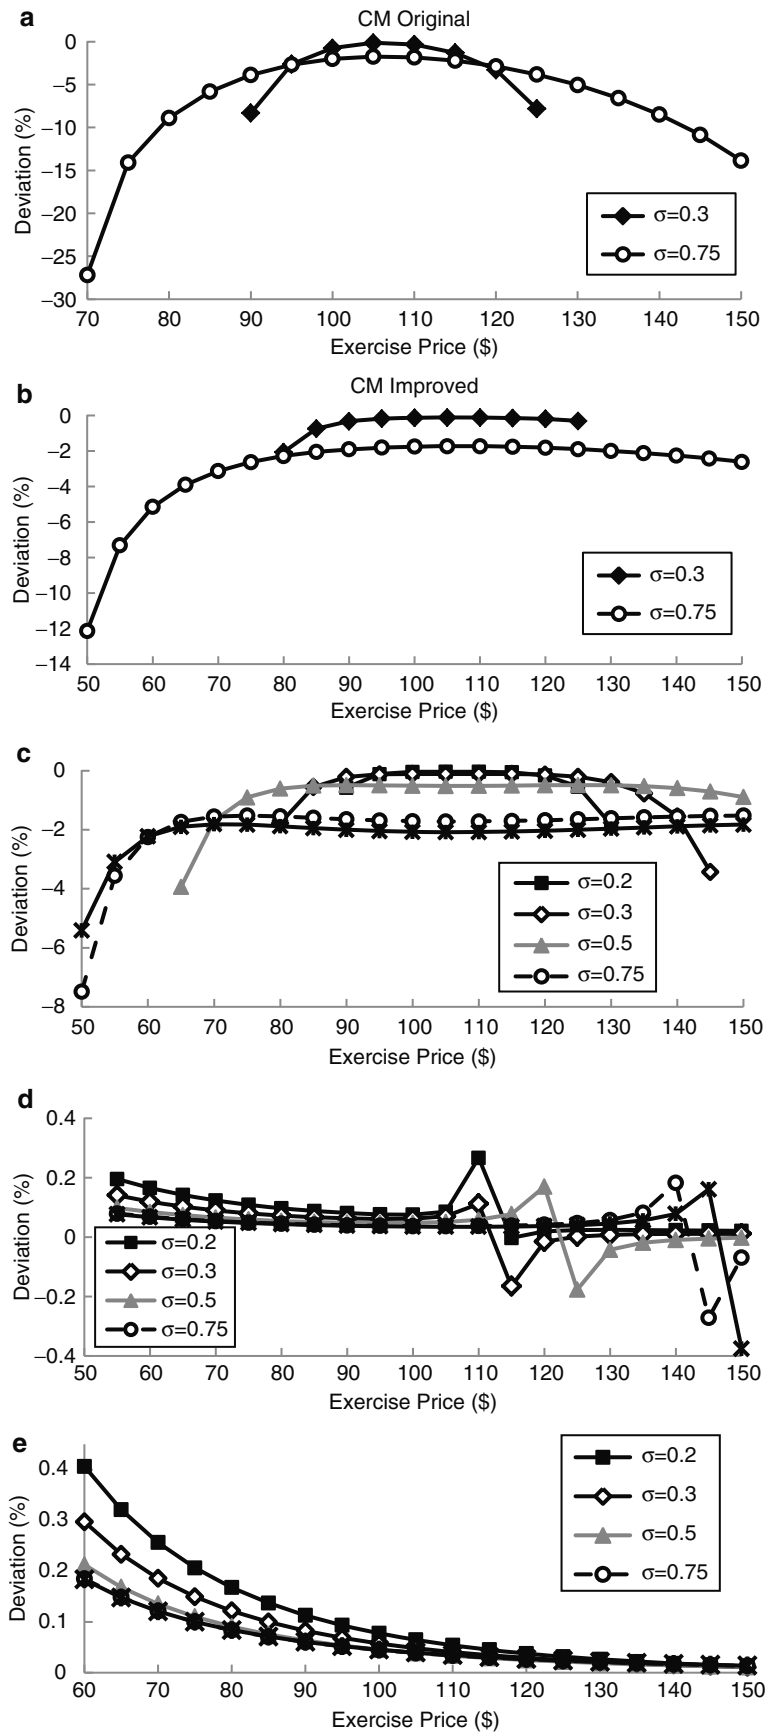 a
CM Original
0
−5
−10
−15
−20
−25
−30
Deviation (%)
σ=0.3
σ=0.75
70 80 90 100 110 120 130 140 150
Exercise Price ($)
b
CM Improved
0
−2
−4
−6
−8
−10
−12
−14
Deviation (%)
σ=0.3
σ=0.75
50 60 70 80 90 100 110 120 130 140 150
Exercise Price ($)
c
0
−2
−4
−6
−8
Deviation (%)
σ=0.2
σ=0.3
σ=0.5
σ=0.75
50 60 70 80 90 100 110 120 130 140 150
Exercise Price ($)
d
0.4
0.2
0
−0.2
−0.4
Deviation (%)
σ=0.2
σ=0.3
σ=0.5
σ=0.75
50 60 70 80 90 100 110 120 130 140 150
Exercise Price ($)
e
0.4
0.3
0.2
0.1
0
Deviation (%)
σ=0.2
σ=0.3
σ=0.5
σ=0.75
60 70 80 90 100 110 120 130 140 150
Exercise Price ($)